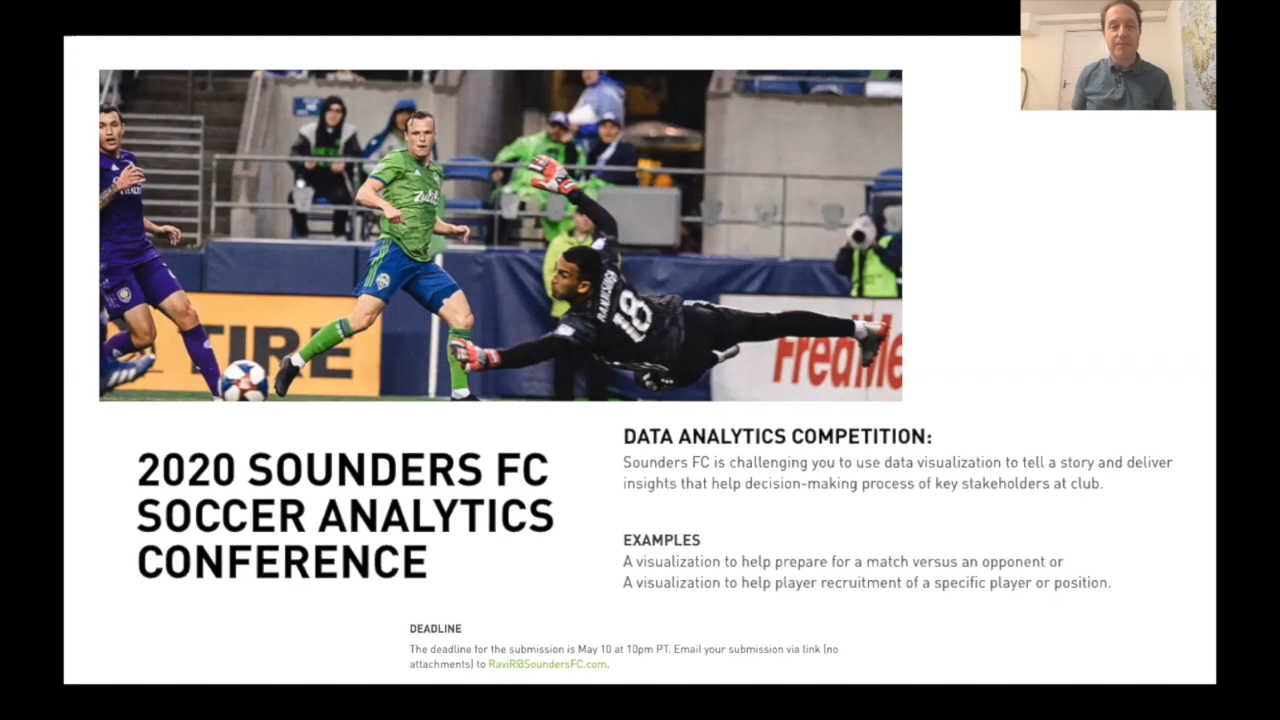 Zulily
RANJITSINGH
18
TIRE
Fred Me
2020 SOUNDERS FC
SOCCER ANALYTICS
CONFERENCE
DATA ANALYTICS COMPETITION:
Sounders FC is challenging you to use data visualization to tell a story and deliver
insights that help decision-making process of key stakeholders at club.
EXAMPLES
A visualization to help prepare for a match versus an opponent or
A visualization to help player recruitment of a specific player or position.
DEADLINE
The deadline for the submission is May 10 at 10pm PT. Email your submission via link (no
attachments) to RaviR@SoundersFC.com.